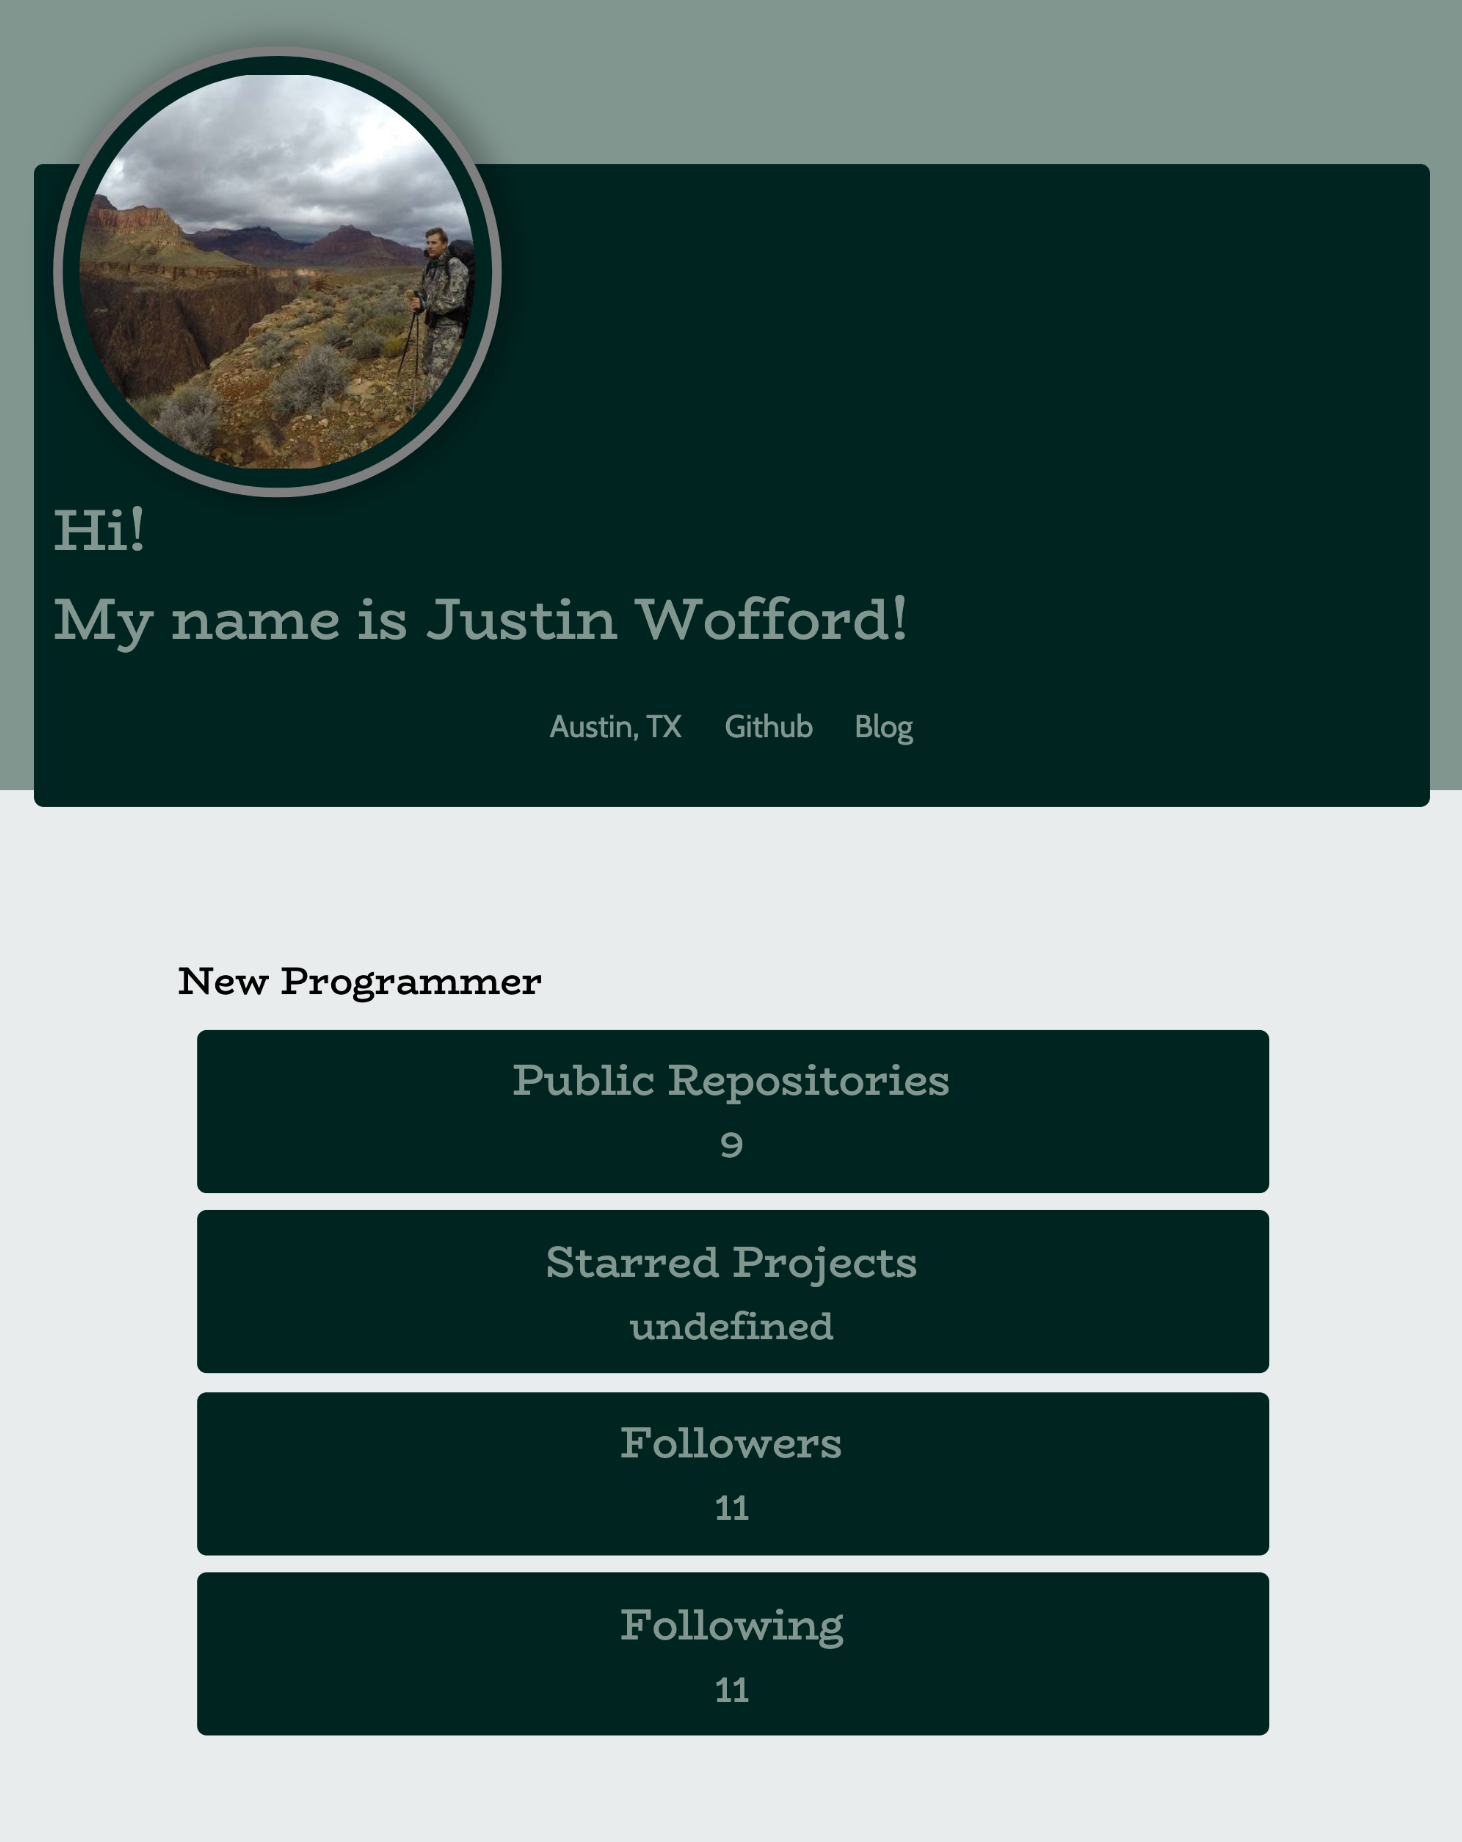 Hi!
My name is Justin Wofford!
Austin, TX Github Blog
New Programmer
Public Repositories
9
Starred Projects
undefined
Followers
11
Following
11